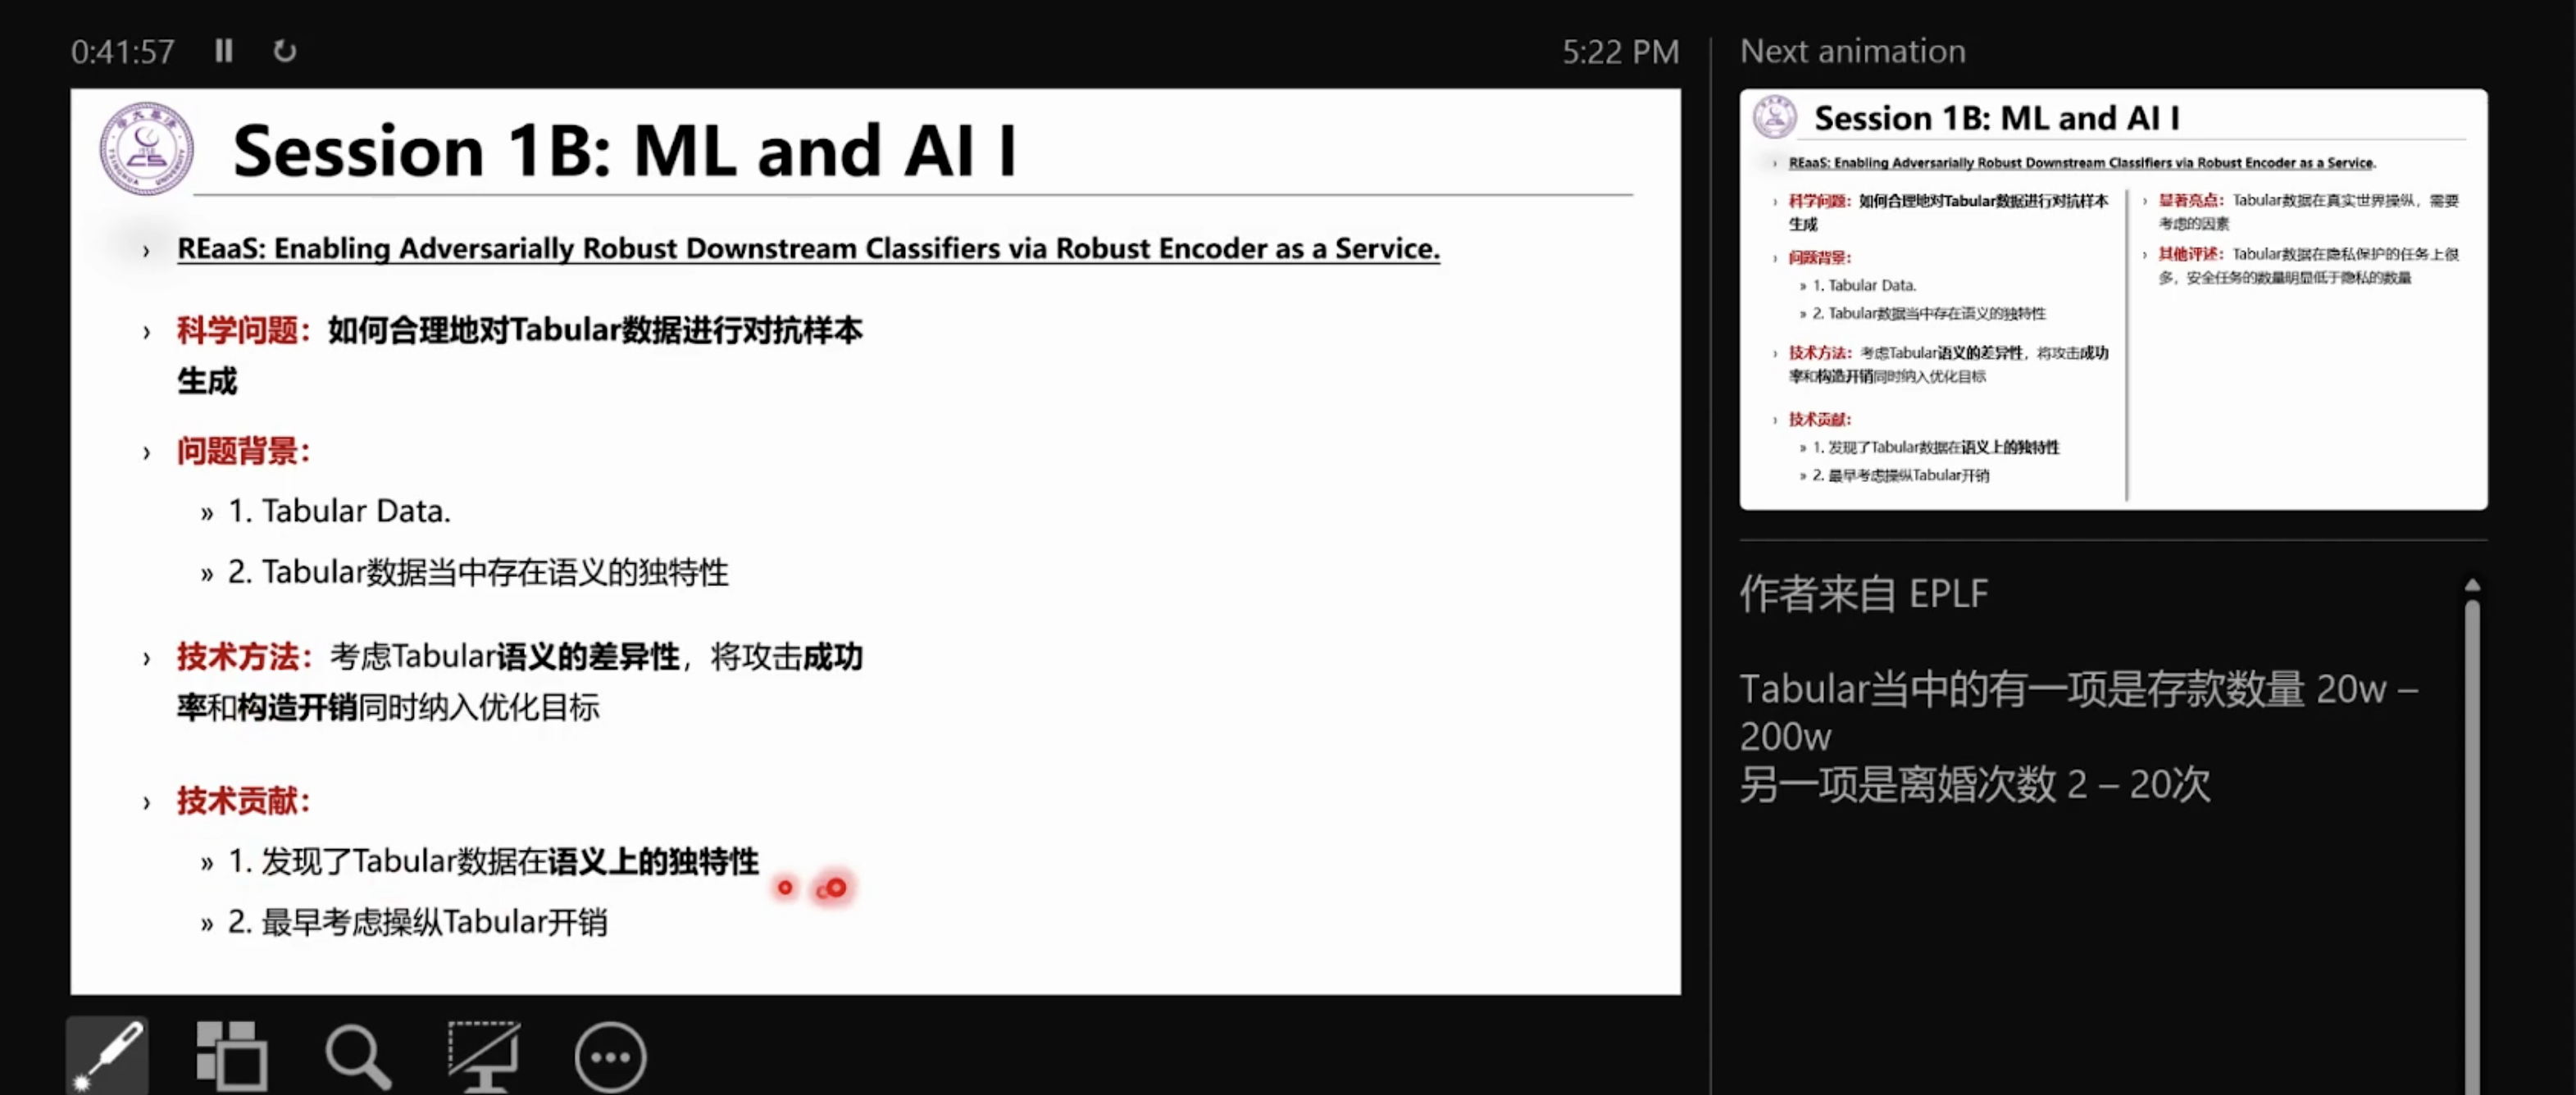 0:41:57
5:22 PM
Next animation
Session 1B: ML and AI I
› REaaS: Enabling Adversarially Robust Downstream Classifiers via Robust Encoder as a Service.
› 科学问题：如何合理地对Tabular数据进行对抗样本
生成
› 问题背景：
» 1. Tabular Data.
» 2. Tabular数据当中存在语义的独特性
› 技术方法：考虑Tabular语义的差异性，将攻击成功
率和构造开销同时纳入优化目标
› 技术贡献：
» 1. 发现了Tabular数据在语义上的独特性
» 2. 最早考虑操纵Tabular开销
Session 1B: ML and AI I
› REaaS: Enabling Adversarially Robust Downstream Classifiers via Robust Encoder as a Service.
› 科学问题：如何合理地对Tabular数据进行对抗样本
生成
› 问题背景：
» 1. Tabular Data.
» 2. Tabular数据当中存在语义的独特性
› 技术方法：考虑Tabular语义的差异性，将攻击成功
率和构造开销同时纳入优化目标
› 技术贡献：
» 1. 发现了Tabular数据在语义上的独特性
» 2. 最早考虑操纵Tabular开销
› 显著亮点：Tabular数据在真实世界操纵，需要
考虑的因素
› 其他评述：Tabular数据在隐私保护的任务上很
多，安全任务的数量明显低于隐私的数量
作者来自 EPLF
Tabular当中的有一项是存款数量 20w –
200w
另一项是离婚次数 2 – 20次